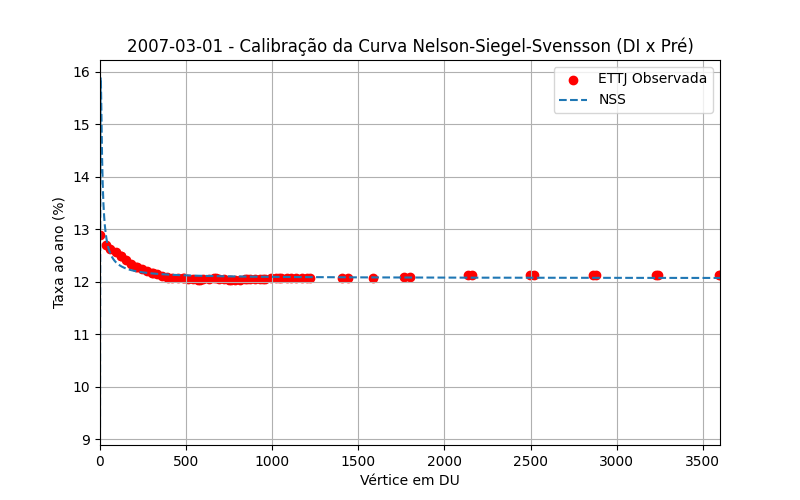 2007-03-01 - Calibração da Curva Nelson-Siegel-Svensson (DI x Pré)
ETTJ Observada
NSS
Taxa ao ano (%)
16
15
14
13
12
11
10
9
0 500 1000 1500 2000 2500 3000 3500
Vértice em DU